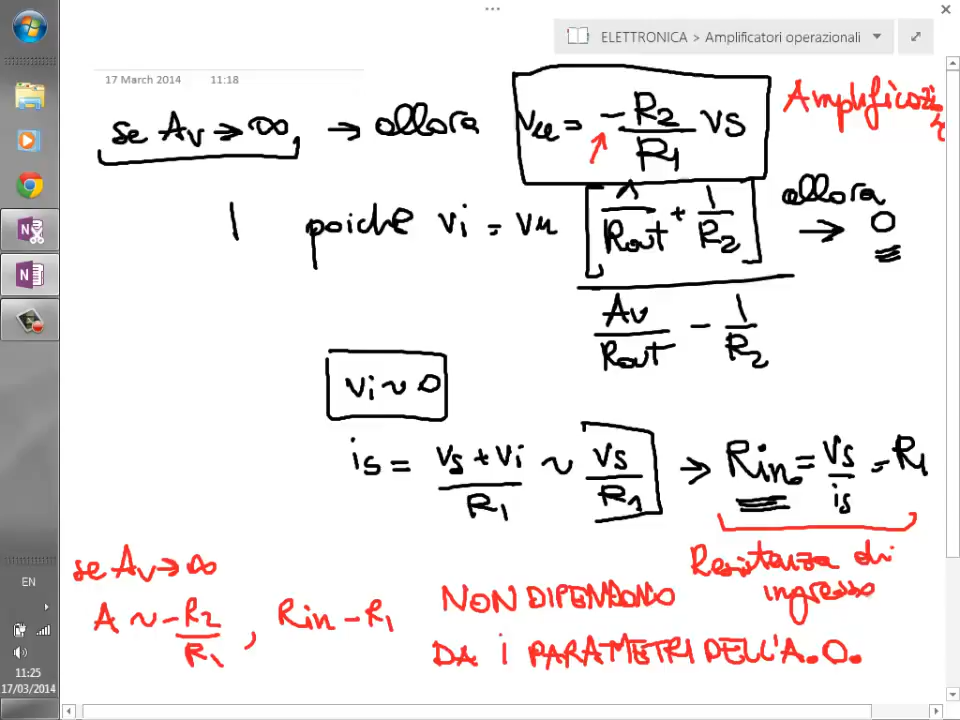 ELETTRONICA > Amplificatori operazionali
17 March 2014 11:18
se Av → ∞, → allora vu = -R2/R1 vs
poiché vi = vu [1/Rout + 1/R2] / (Av/Rout - 1/R2) allora → 0
vi ~ 0
is = vs + vi / R1 ~ vs/R1 → Rin = vs/is = R1
Resistenza di
ingresso
se Av → ∞
A ~ -R2/R1 , Rin - R1
NON DIPENDONO
DA I PARAMETRI DELL'A.O.
EN
11:25
17/03/2014